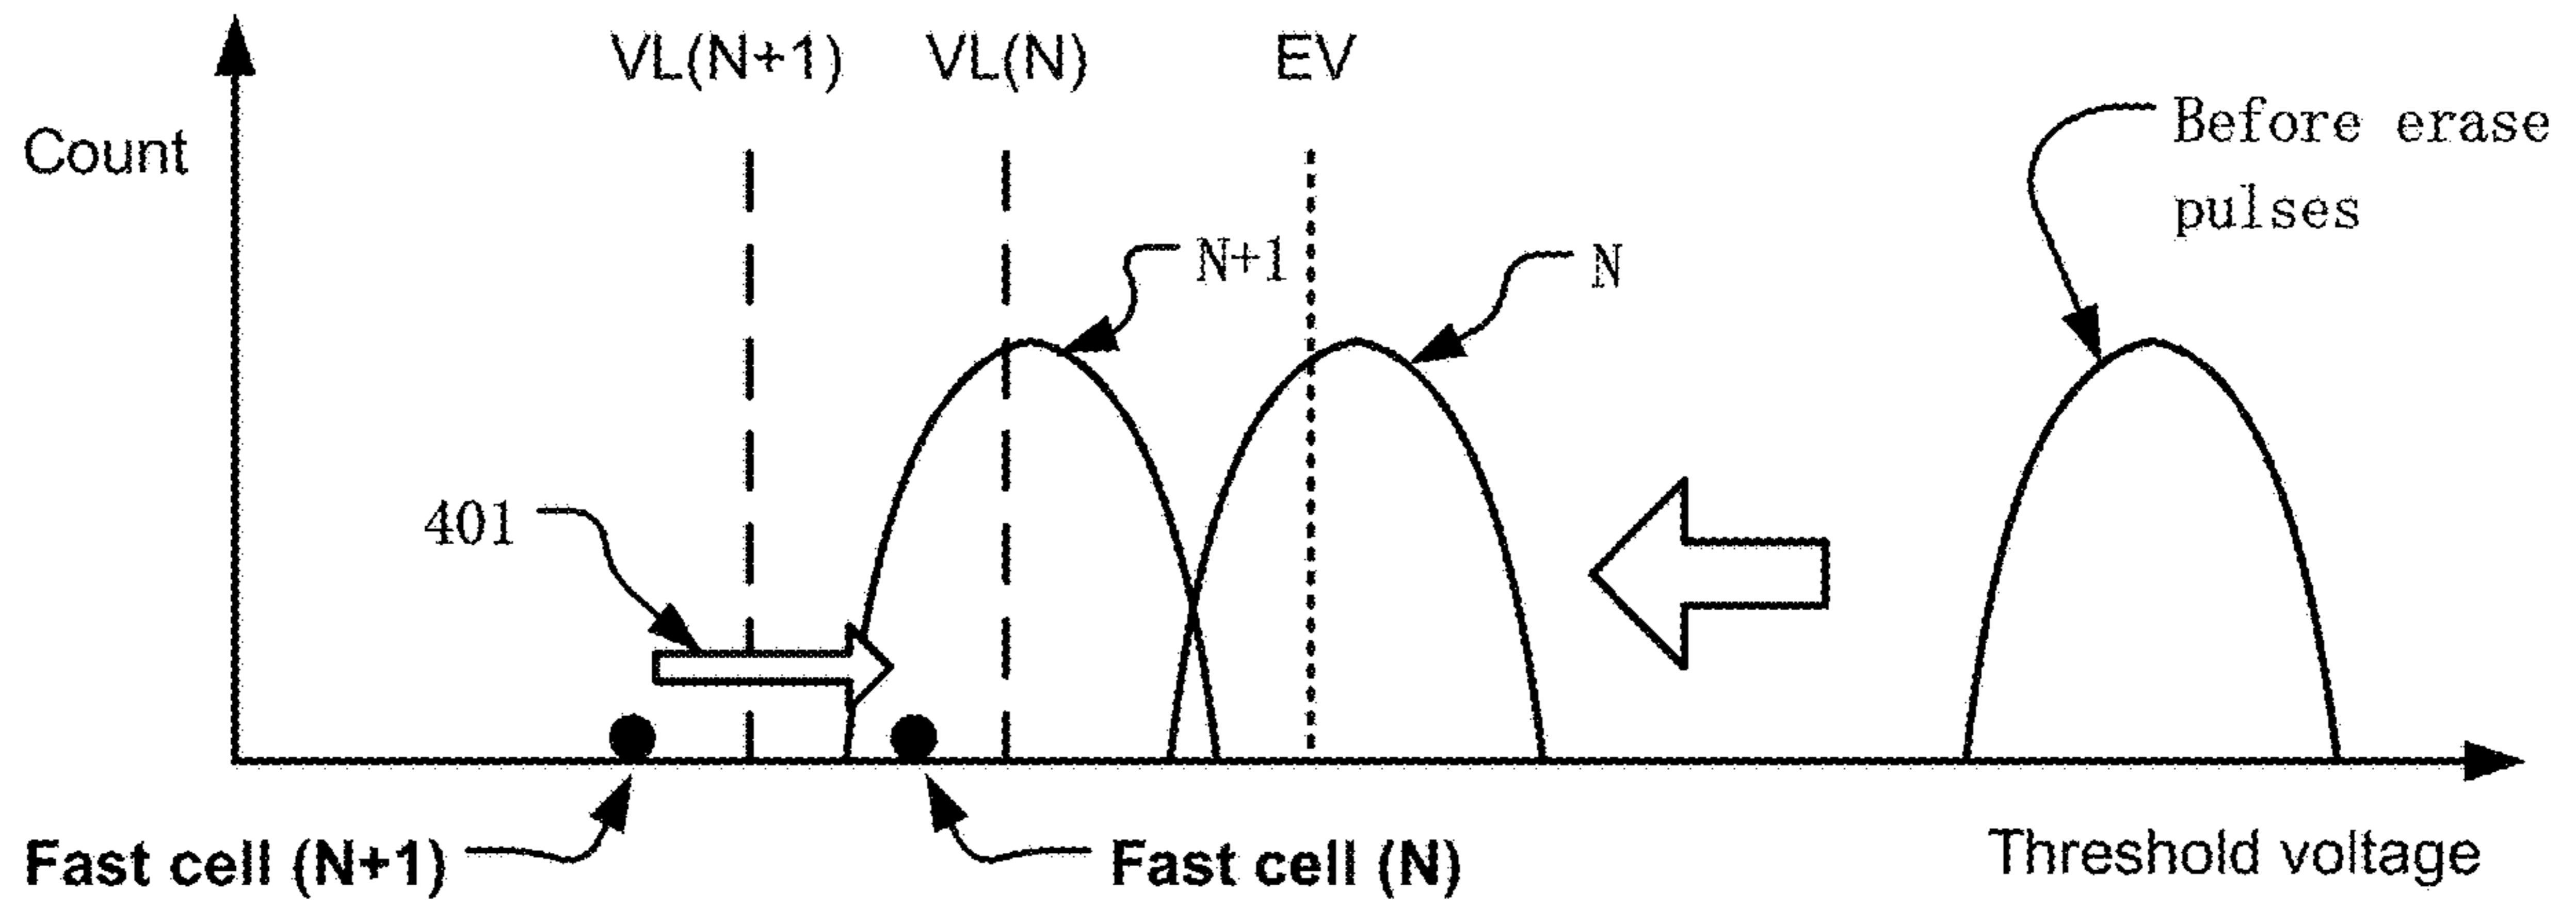 VL(N+1) VL(N) EV
Count
Before erase
pulses
N+1
N
401
Fast cell (N+1)
Fast cell (N)
Threshold voltage